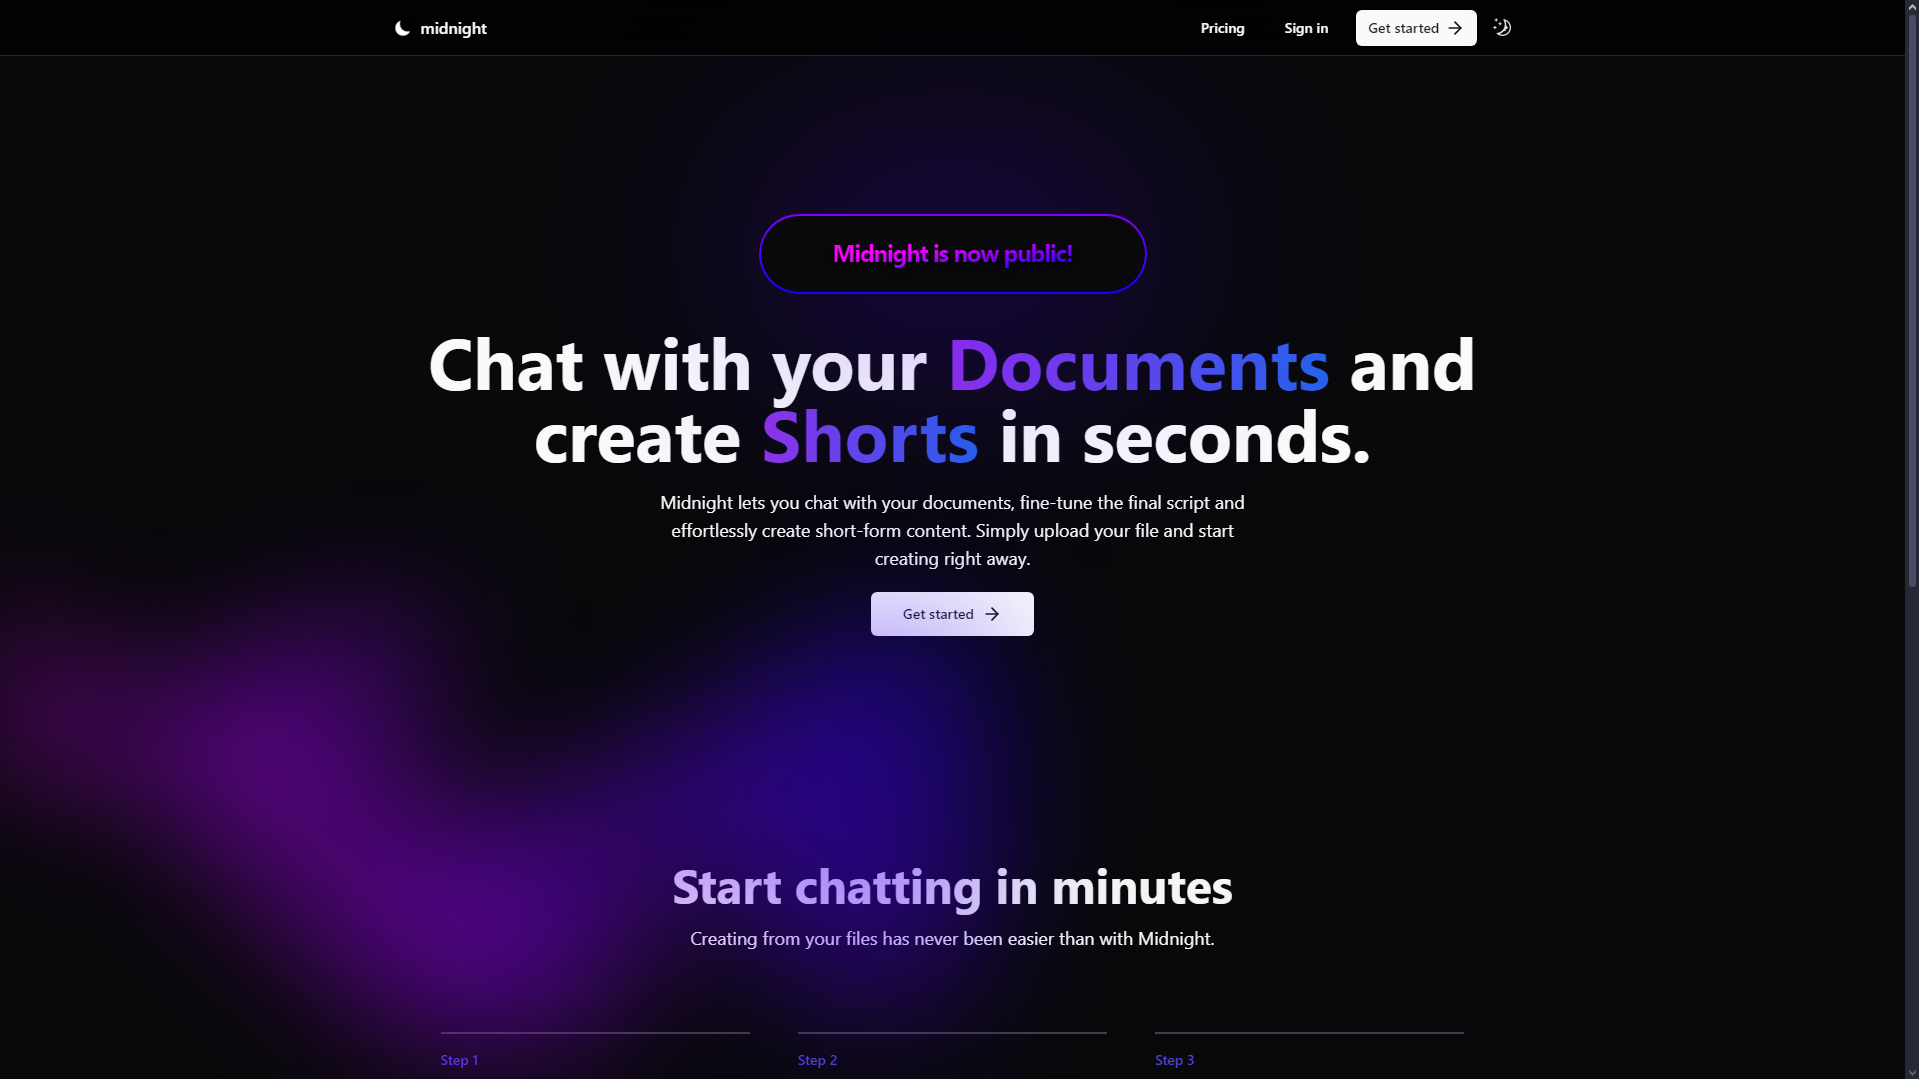 midnight
Pricing
Sign in
Get started
Midnight is now public!
Chat with your Documents and
create Shorts in seconds.
Midnight lets you chat with your documents, fine-tune the final script and
effortlessly create short-form content. Simply upload your file and start
creating right away.
Get started
Start chatting in minutes
Creating from your files has never been easier than with Midnight.
Step 1
Step 2
Step 3